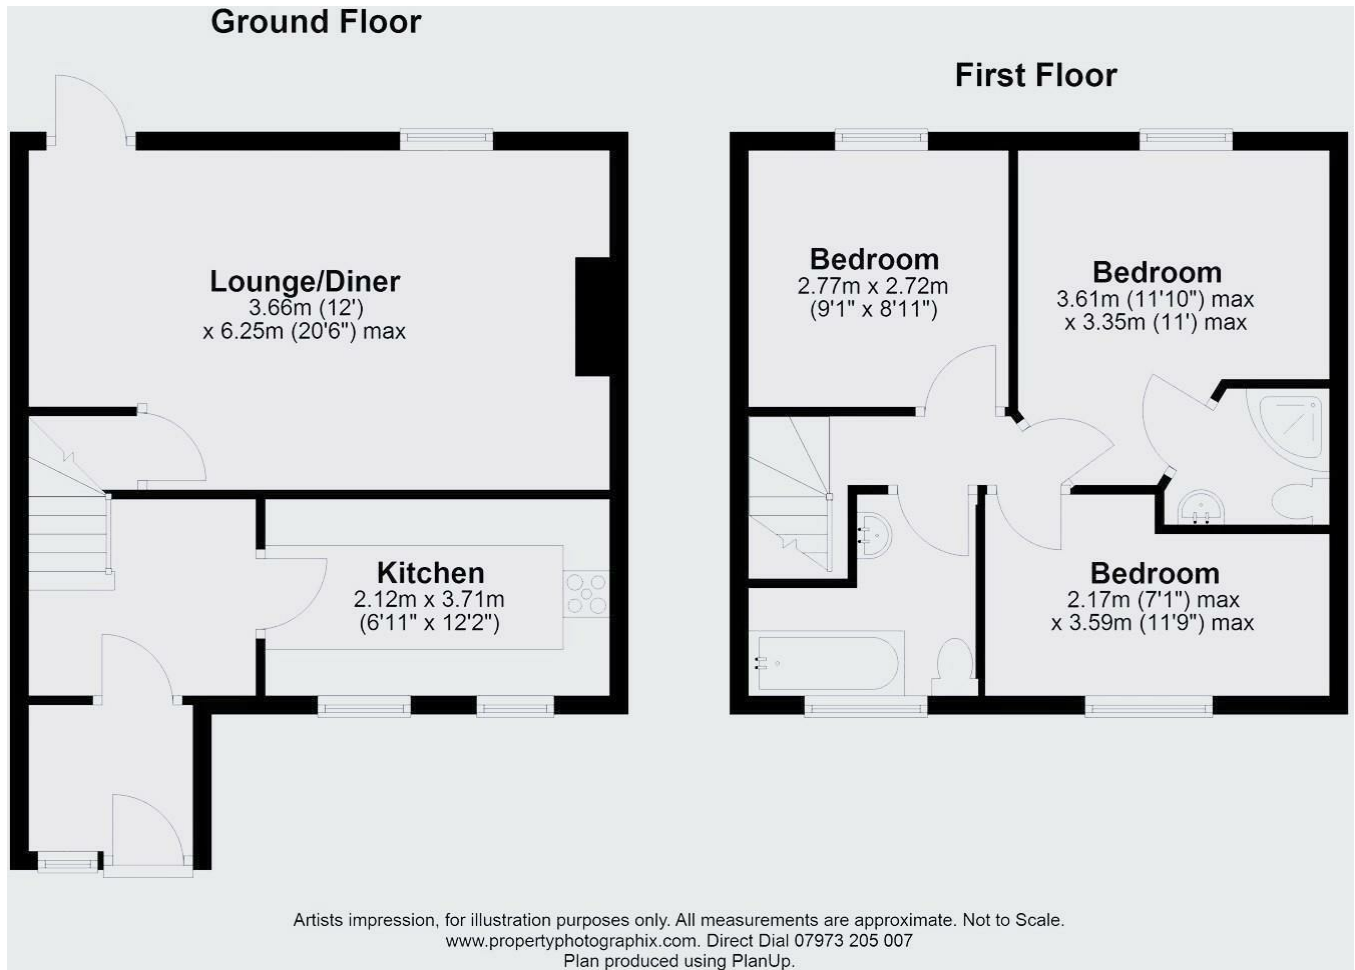 Ground Floor
First Floor
Lounge/Diner
3.66m (12')
x 6.25m (20'6") max
Kitchen
2.12m x 3.71m
(6'11" x 12'2")
Bedroom
2.77m x 2.72m
(9'1" x 8'11")
Bedroom
3.61m (11'10") max
x 3.35m (11') max
Bedroom
2.17m (7'1") max
x 3.59m (11'9") max
Artists impression, for illustration purposes only. All measurements are approximate. Not to Scale.
www.propertyphotographix.com. Direct Dial 07973 205 007
Plan produced using PlanUp.